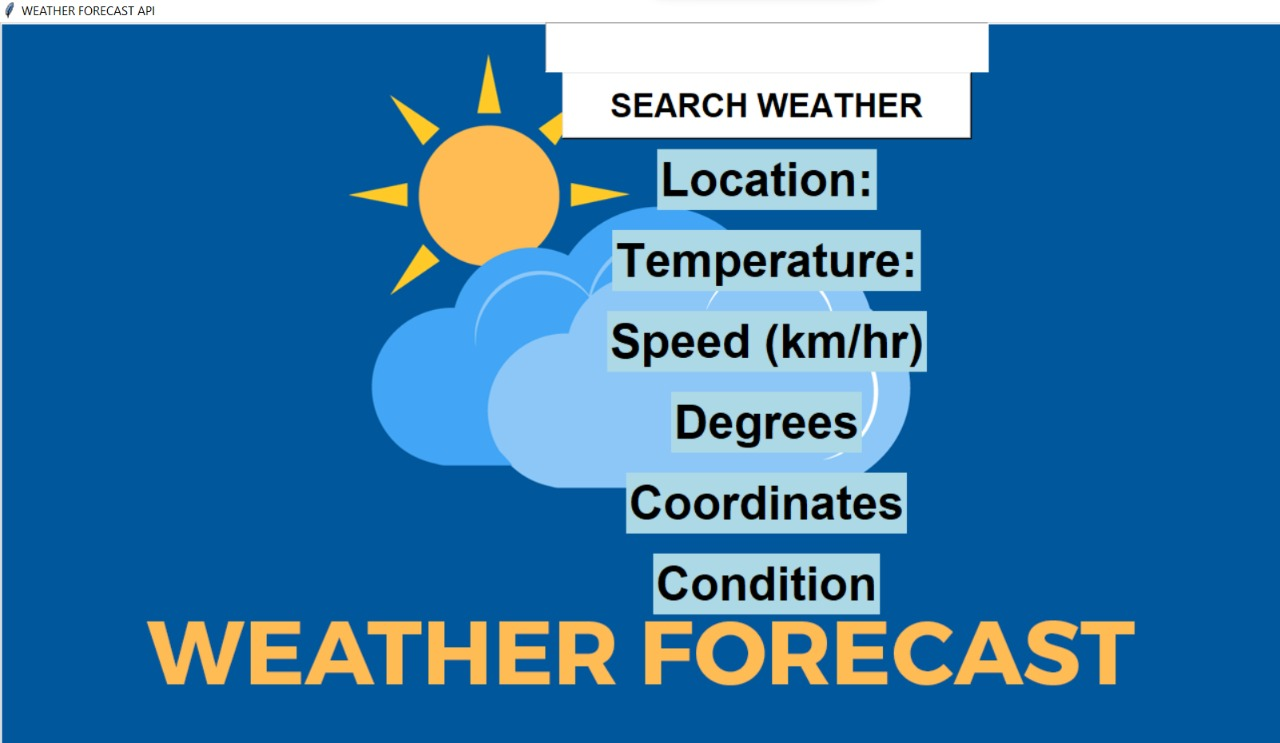 WEATHER FORECAST API
SEARCH WEATHER
Location:
Temperature:
Speed (km/hr)
Degrees
Coordinates
Condition
WEATHER FORECAST